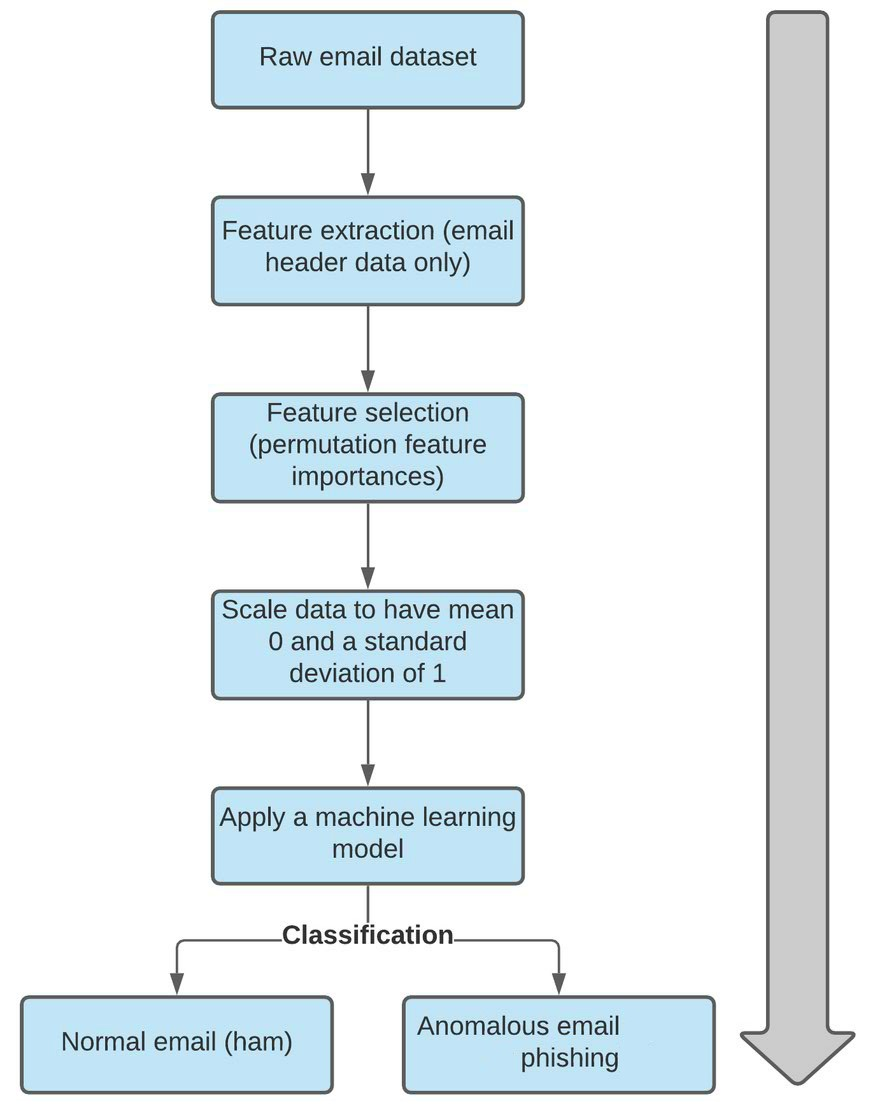 Raw email dataset
Feature extraction (email
header data only)
Feature selection
(permutation feature
importances)
Scale data to have mean
0 and a standard
deviation of 1
Apply a machine learning
model
Classification
Normal email (ham)
Anomalous email
phishing